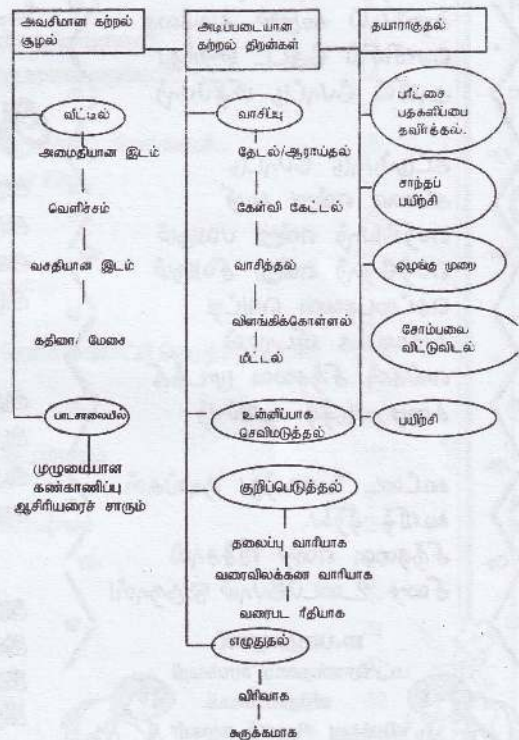 அவசிமான கற்றல்
சூழல்
வீட்டில்
அமைதியான இடம்
வெளிச்சம்
வசதியான இடம்
கதிரை/ மேசை
பாடசாலையில்
முழுமையான
கண்காணிப்பு
ஆசிரியரைச் சாரும்
அடிப்படையான
கற்றல் திறன்கள்
வாசிப்பு
தேடல்/ஆராய்தல்
கேள்வி கேட்டல்
வாசித்தல்
விளங்கிக்கொள்ளல்
மீட்டல்
உன்னிப்பாக
செவிமடுத்தல்
குறிப்பெடுத்தல்
தலைப்பு வாரியாக
வரைவிலக்கண வாரியாக
வரைபட ரீதியாக
எழுதுதல்
விரிவாக
சுருக்கமாக
தயாராகுதல்
பரீட்சை
பதகளிப்பை
தவிர்த்தல்.
சாந்தப்
பயிற்சி
ஒழுங்கு முறை
சோம்பலை
விட்டுவிடல்
பயிற்சி